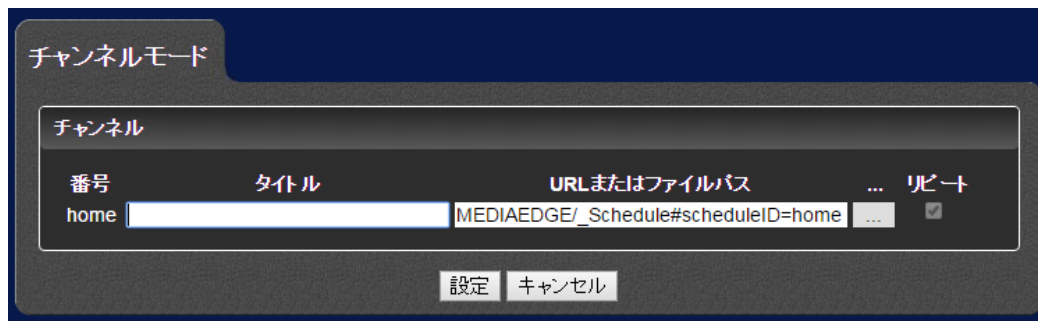 チャンネルモード
チャンネル
番号 タイトル URLまたはファイルパス ... リピート
home MEDIAEDGE/_Schedule#scheduleID=home ...
設定 キャンセル